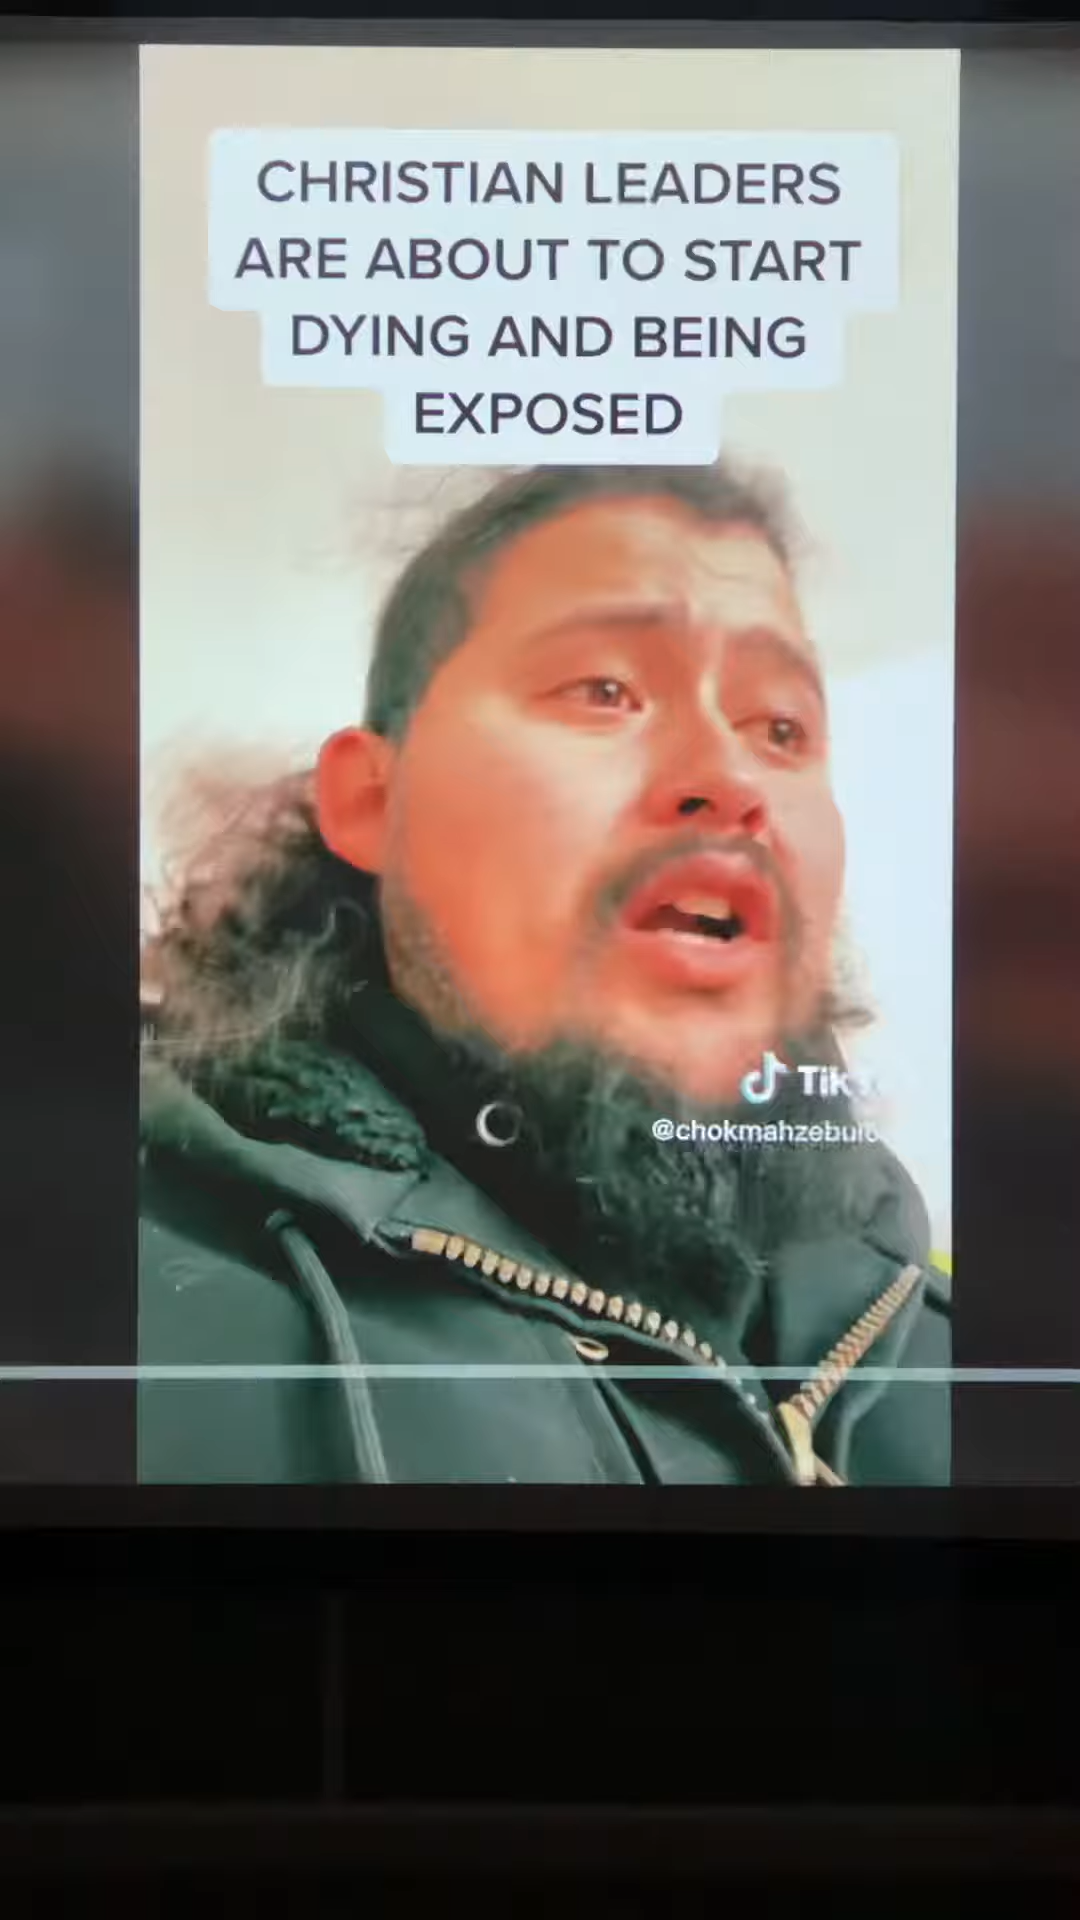 CHRISTIAN LEADERS
ARE ABOUT TO START
DYING AND BEING
EXPOSED